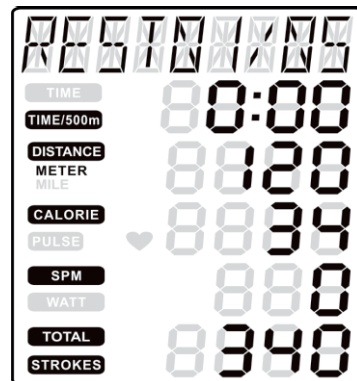 REST01/05
TIME
0:00
TIME/500m
DISTANCE
METER
120
MILE
CALORIE
34
PULSE
SPM
0
WATT
TOTAL
340
STROKES